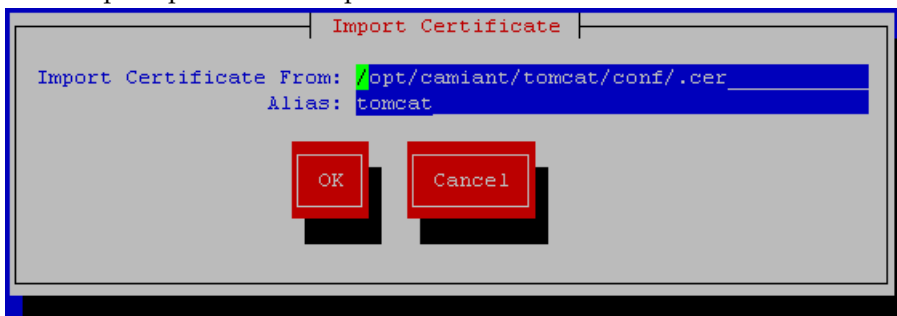 Import Certificate
Import Certificate From: /opt/camiant/tomcat/conf/.cer
Alias: tomcat
OK Cancel